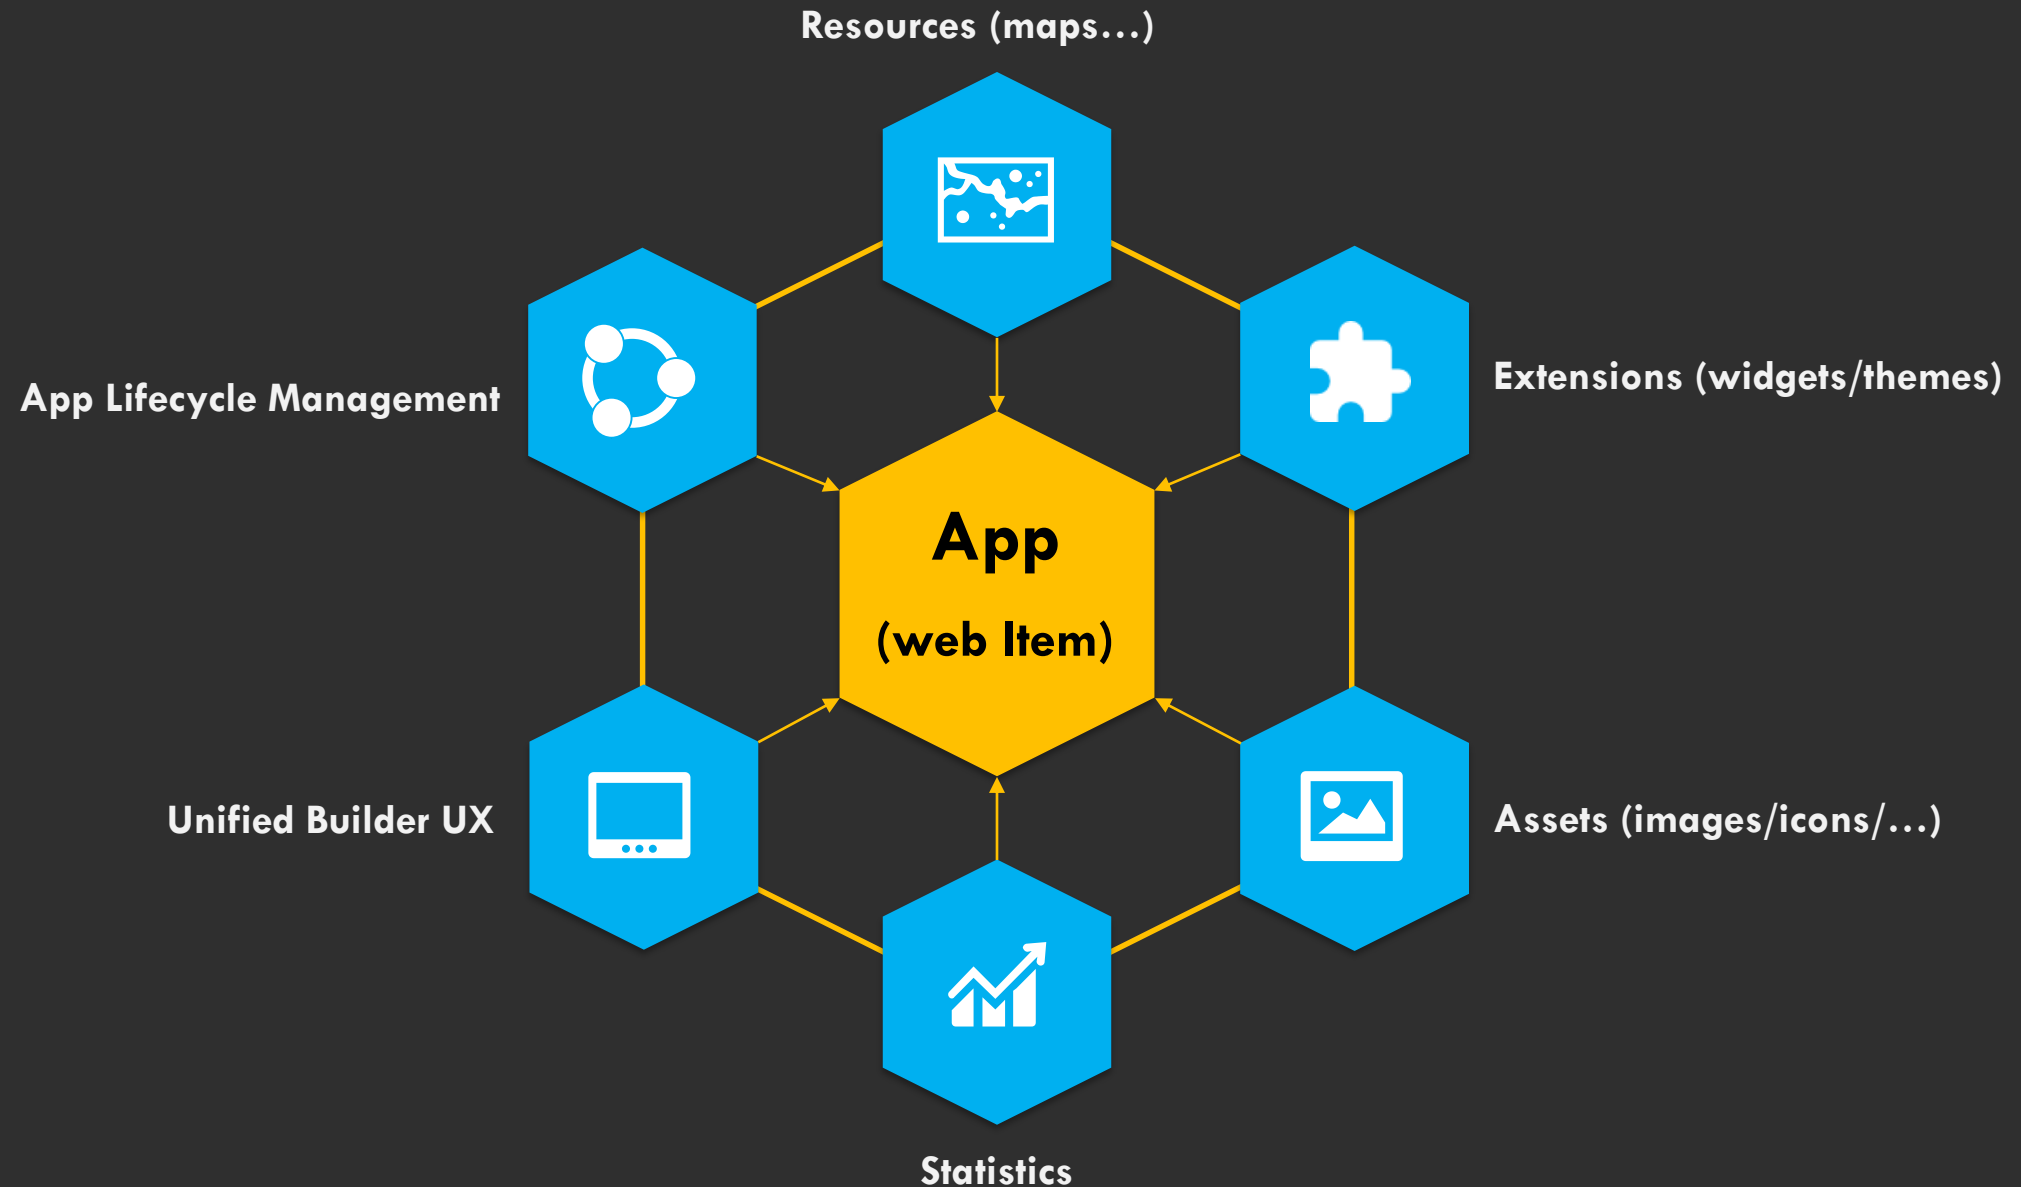 Resources (maps...)
App Lifecycle Management
Extensions (widgets/themes)
App
(web Item)
Unified Builder UX
Assets (images/icons/...)
Statistics